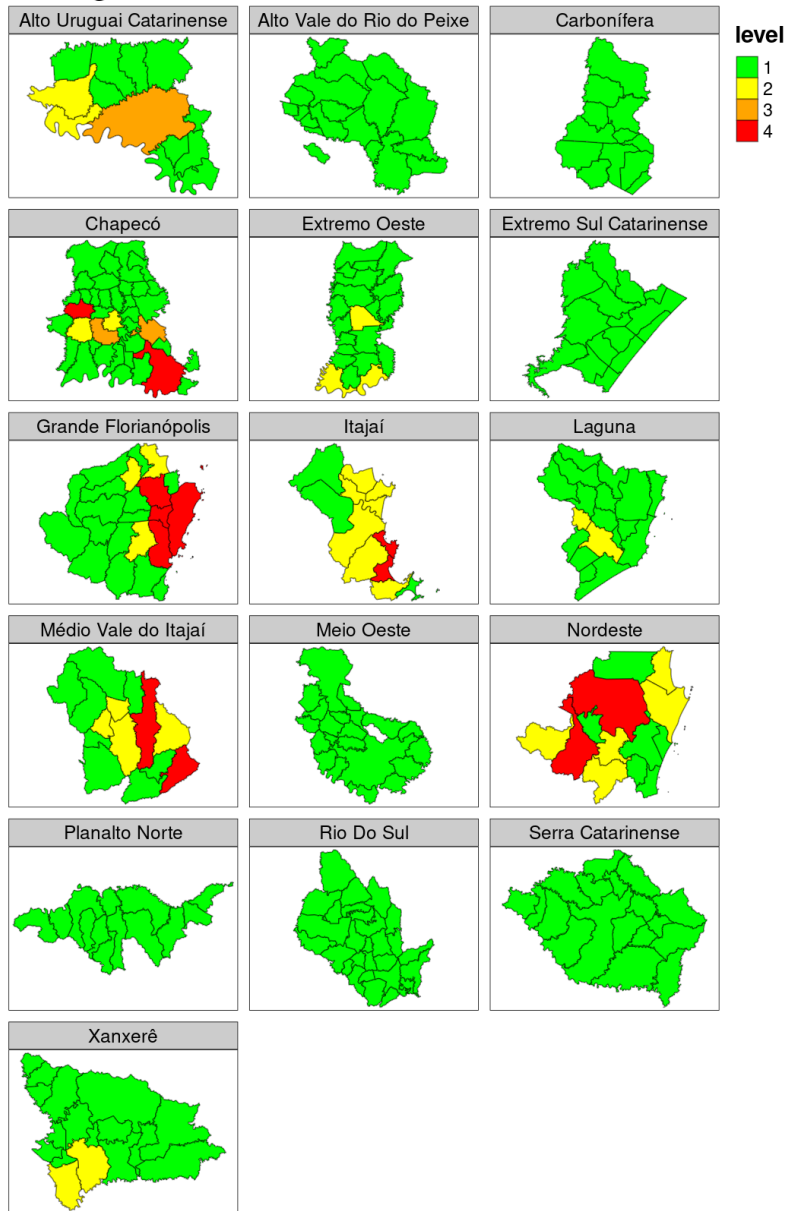 Alto Uruguai Catarinense
Alto Vale do Rio do Peixe
Carbonífera
level
1
2
3
4
Chapecó
Extremo Oeste
Extremo Sul Catarinense
Grande Florianópolis
Itajaí
Laguna
Médio Vale do Itajaí
Meio Oeste
Nordeste
Planalto Norte
Rio Do Sul
Serra Catarinense
Xanxerê